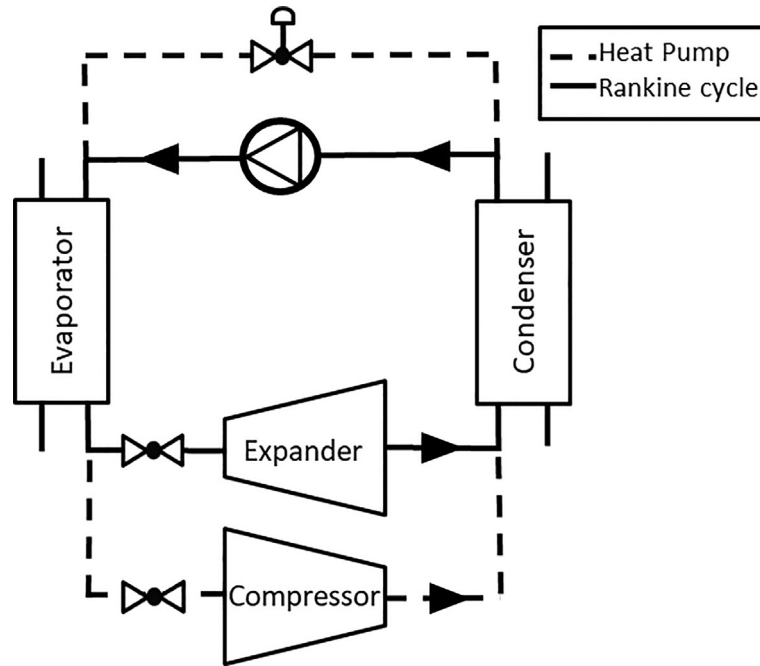 Heat Pump
Rankine cycle
Evaporator
Condenser
Expander
Compressor